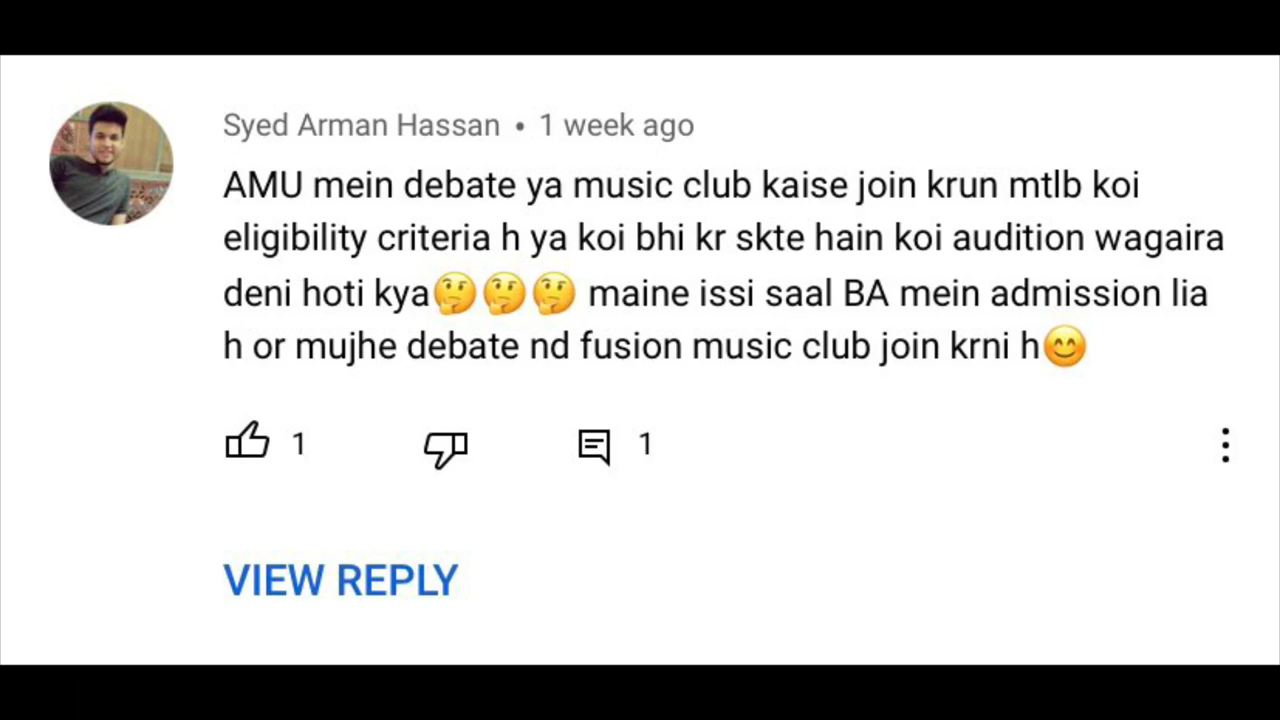 Syed Arman Hassan • 1 week ago
AMU mein debate ya music club kaise join krun mtlb koi
eligibility criteria h ya koi bhi kr skte hain koi audition wagaira
deni hoti kya🤔🤔🤔 maine issi saal BA mein admission lia
h or mujhe debate nd fusion music club join krni h😊
1 1
VIEW REPLY